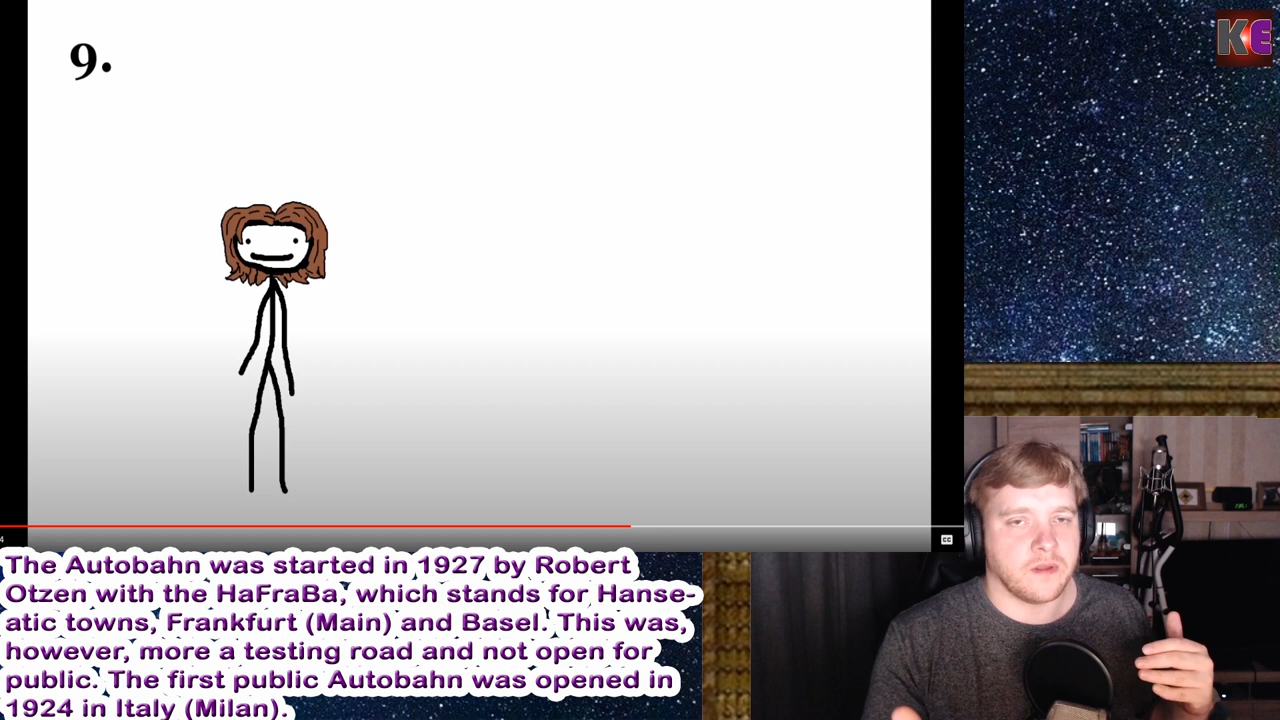 9.
KE
4
CC
The Autobahn was started in 1927 by Robert
Otzen with the HaFraBa, which stands for Hanse-
atic towns, Frankfurt (Main) and Basel. This was,
however, more a testing road and not open for
public. The first public Autobahn was opened in
1924 in Italy (Milan).